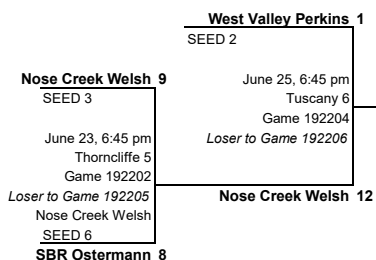 West Valley Perkins 1
SEED 2
June 25, 6:45 pm
Tuscany 6
Game 192204
Loser to Game 192206
Nose Creek Welsh 9
SEED 3
June 23, 6:45 pm
Thorncliffe 5
Game 192202
Loser to Game 192205
Nose Creek Welsh
SEED 6
SBR Ostermann 8
Nose Creek Welsh 12